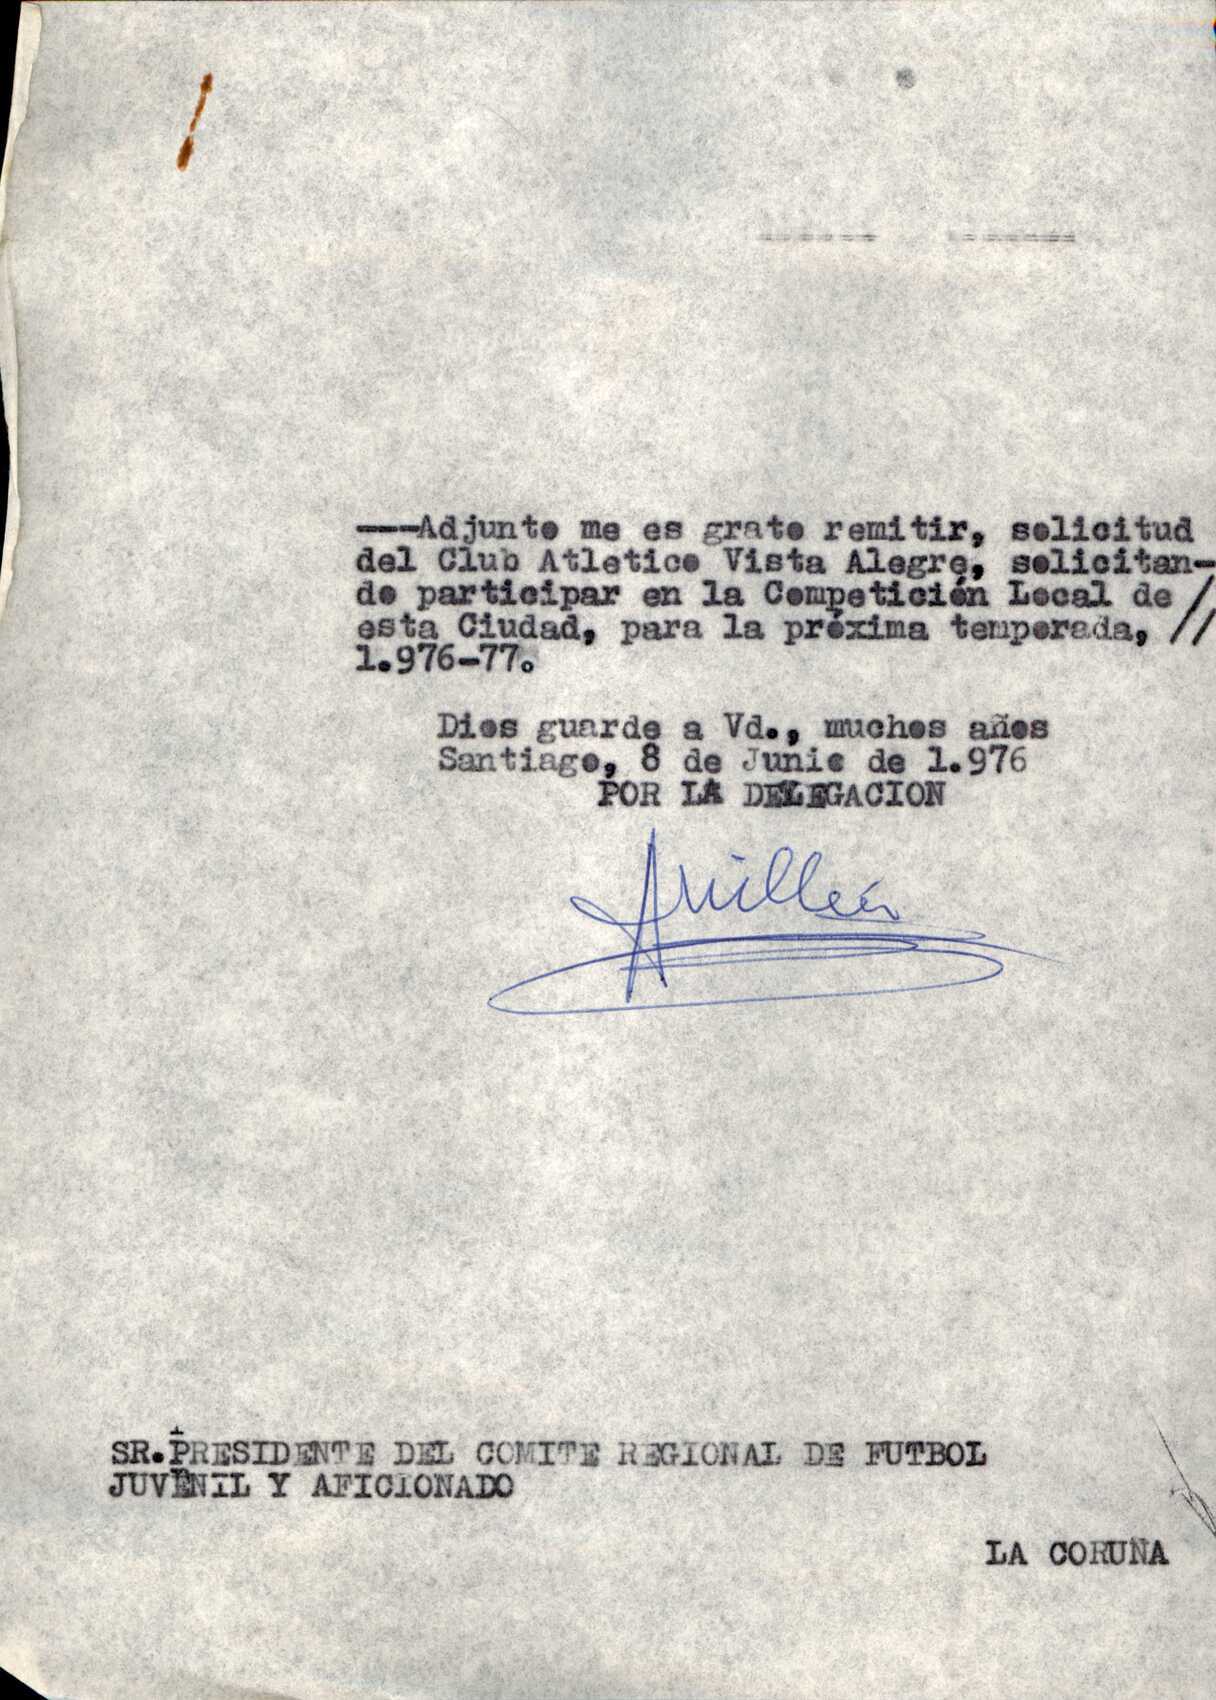 ---Adjunto me es grato remitir, solicitud
del Club Atletico Vista Alegre, solicitan-
do participar en la Competición Local de /
esta Ciudad, para la próxima temperada, //
1.976-77.
Dios guarde a Vd., muchos años
Santiago, 8 de Junio de 1.976
POR LA DELEGACION
SR.PRESIDENTE DEL COMITE REGIONAL DE FUTBOL
JUVENIL Y AFICIONADO
LA CORUÑA